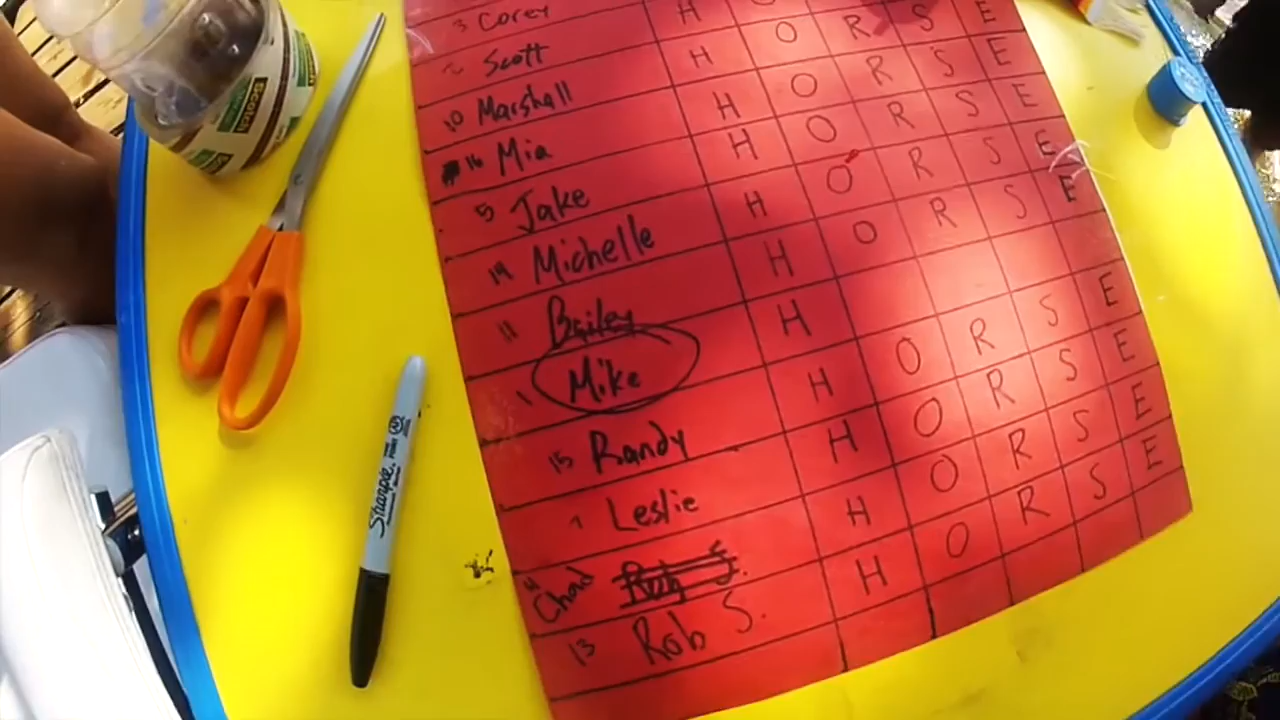 3 Corey
Scott H O
10 Marshall H O R S E
16 Mia H O R S E
5 Jake H O R S E
14 Michelle H O R S E
11 Bailey H O R S E
1 Mike H
15 Randy H O R S E
Leslie H O R S E
Chad H O R S E
13 Rob S. H O R S E
Sharpie
Scotch